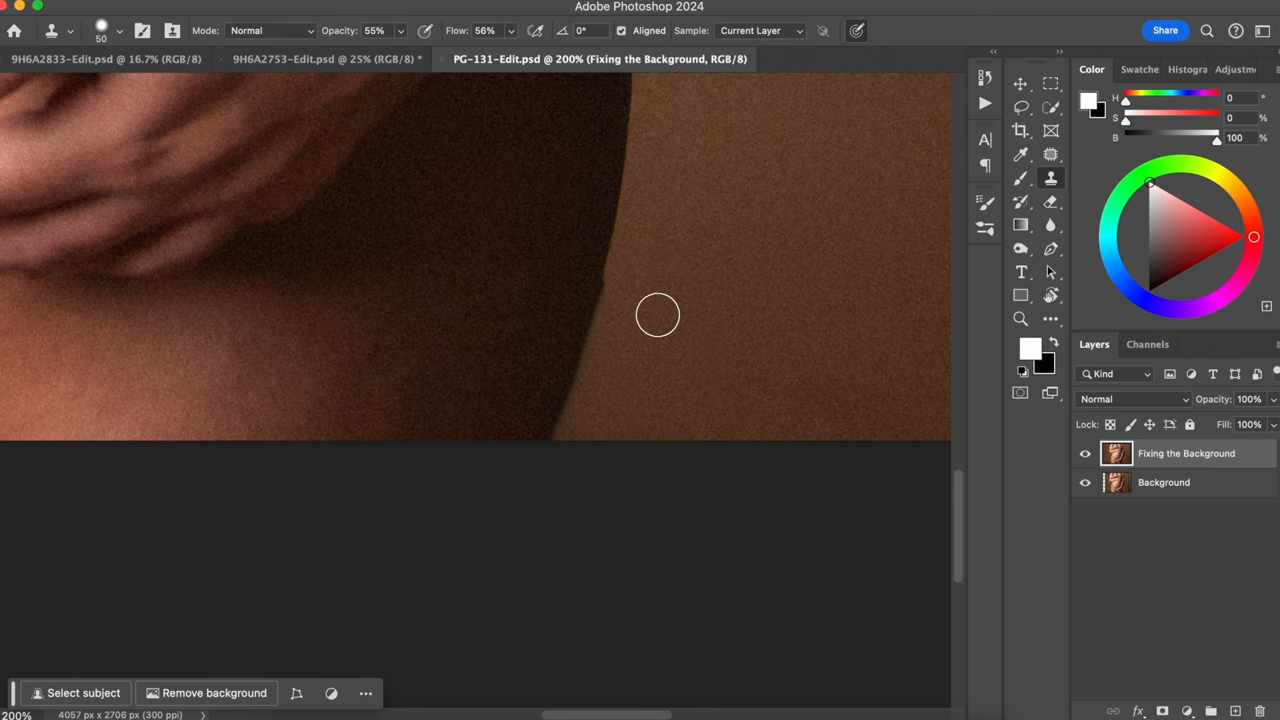 Adobe Photoshop 2024
50
Mode: Normal Opacity: 55% Flow: 56% 0° Aligned Sample: Current Layer Share
9H6A2833-Edit.psd @ 16.7% (RGB/8) 9H6A2753-Edit.psd @ 25% (RGB/8) * PG-131-Edit.psd @ 200% (Fixing the Background, RGB/8)
Color Swatche Histogra Adjustm
H 0 °
S 0 %
B 100 %
Layers Channels
Kind
Normal Opacity: 100%
Lock: Fill: 100%
Fixing the Background
Background
Select subject Remove background
200% 4057 px x 2706 px (300 ppi)